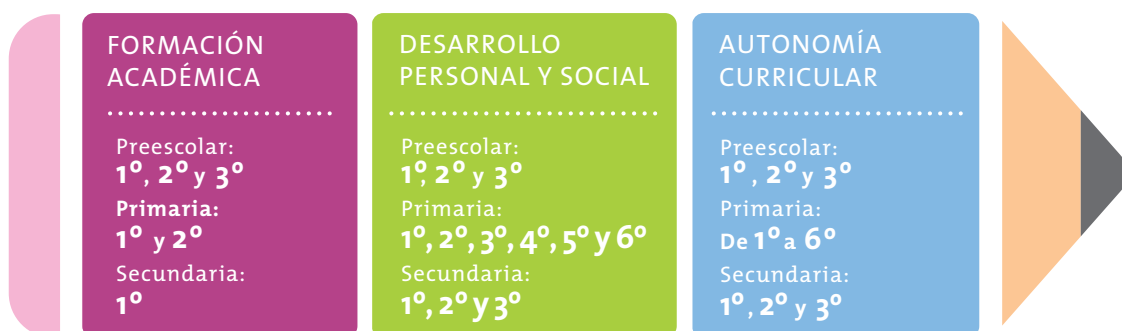 FORMACIÓN
ACADÉMICA
Preescolar:
1º, 2º y 3º
Primaria:
1º y 2º
Secundaria:
1º
DESARROLLO
PERSONAL Y SOCIAL
Preescolar:
1º, 2º y 3º
Primaria:
1º, 2º, 3º, 4º, 5º y 6º
Secundaria:
1º, 2º y 3º
AUTONOMÍA
CURRICULAR
Preescolar:
1º , 2º y 3º
Primaria:
De 1º a 6º
Secundaria:
1º, 2º y 3º